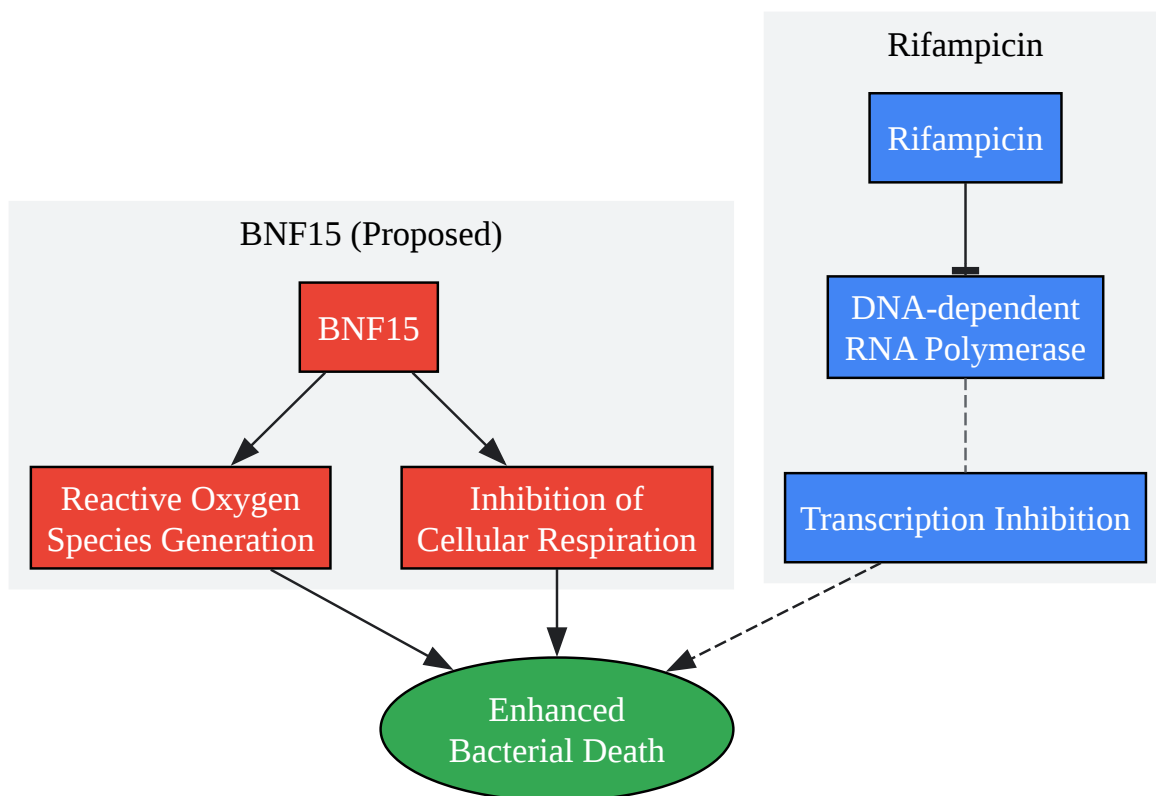 Rifampicin
Rifampicin
DNA-dependent
RNA Polymerase
Transcription Inhibition
BNF15 (Proposed)
BNF15
Reactive Oxygen
Species Generation
Inhibition of
Cellular Respiration
Enhanced
Bacterial Death